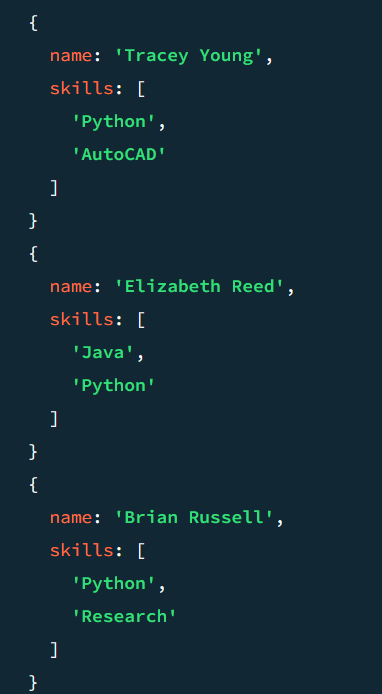 {
name: 'Tracey Young',
skills: [
'Python',
'AutoCAD'
]
}
{
name: 'Elizabeth Reed',
skills: [
'Java',
'Python'
]
}
{
name: 'Brian Russell',
skills: [
'Python',
'Research'
]
}